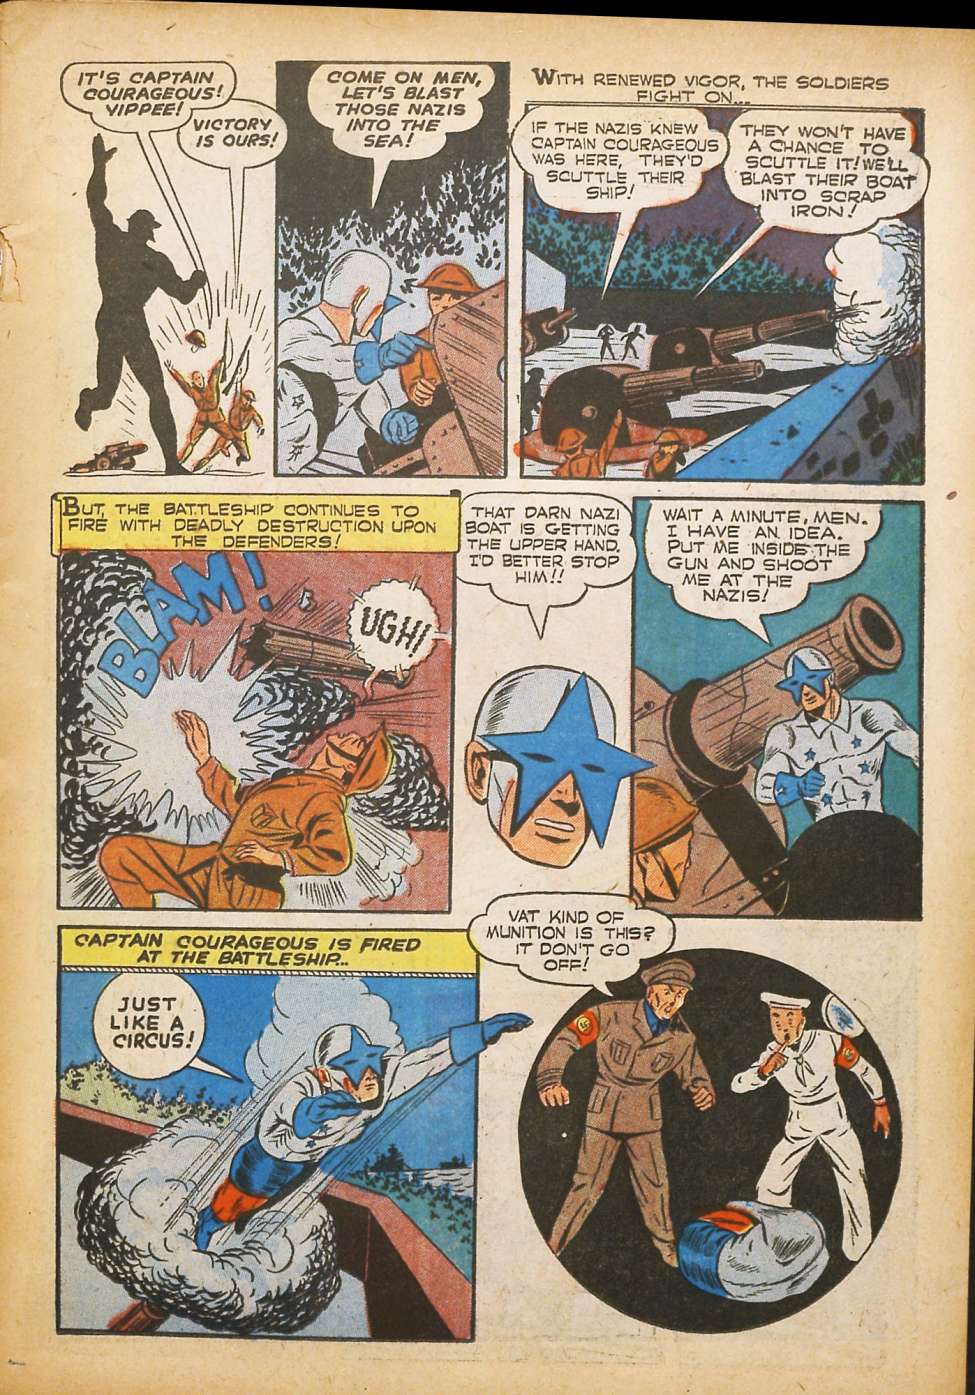 IT'S CAPTAIN
COURAGEOUS!
YIPPEE!
VICTORY
IS OURS!
COME ON MEN,
LET'S BLAST
THOSE NAZIS
INTO THE
SEA!
WITH RENEWED VIGOR, THE SOLDIERS
FIGHT ON...
IF THE NAZIS KNEW
CAPTAIN COURAGEOUS
WAS HERE, THEY'D
SCUTTLE THEIR
SHIP!
THEY WON'T HAVE
A CHANCE TO
SCUTTLE IT! WE'LL
BLAST THEIR BOAT
INTO SCRAP
IRON!
BUT, THE BATTLESHIP CONTINUES TO
FIRE WITH DEADLY DESTRUCTION UPON
THE DEFENDERS!
BLAM!
UGH!
THAT DARN NAZI
BOAT IS GETTING
THE UPPER HAND.
I'D BETTER STOP
HIM!!
WAIT A MINUTE, MEN.
I HAVE AN IDEA.
PUT ME INSIDE THE
GUN AND SHOOT
ME AT THE
NAZIS!
CAPTAIN COURAGEOUS IS FIRED
AT THE BATTLESHIP...
JUST
LIKE A
CIRCUS!
VAT KIND OF
MUNITION IS THIS?
IT DON'T GO
OFF!